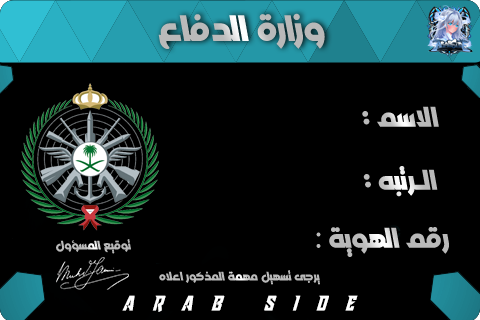 وزارة الدفاع
الاسم :
الرتبه :
رقم الهوية :
توقيع المسؤول
يرجى تسهيل مهمة المذكور اعلاه
ARAB SIDE